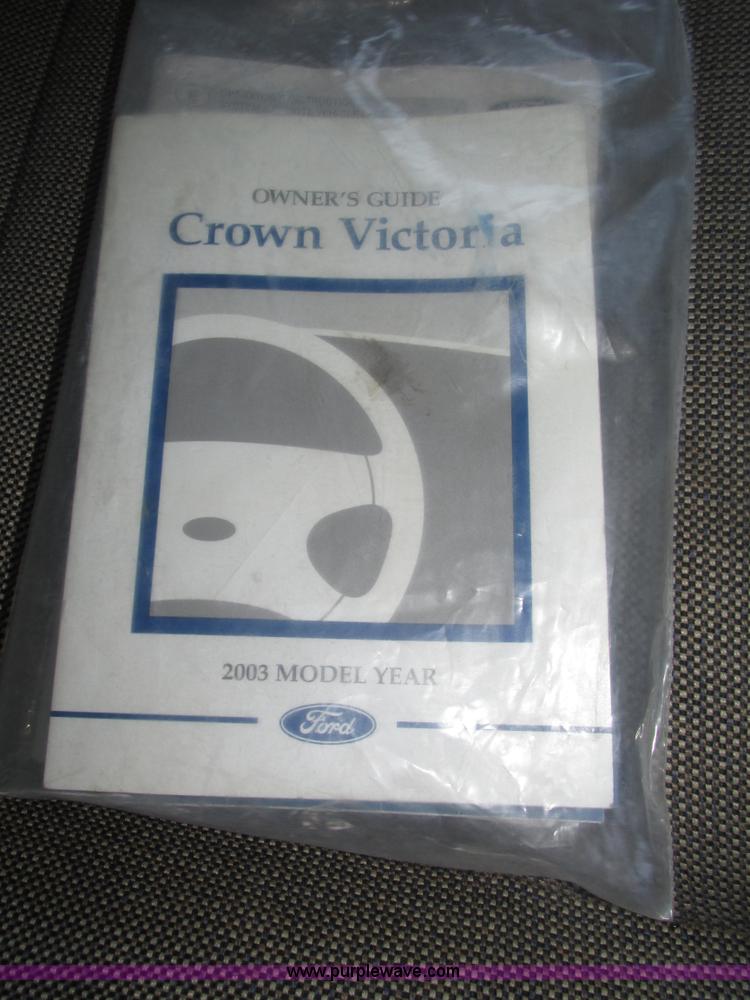 OWNER'S GUIDE
Crown Victoria
2003 MODEL YEAR
Ford
www.purplewave.com